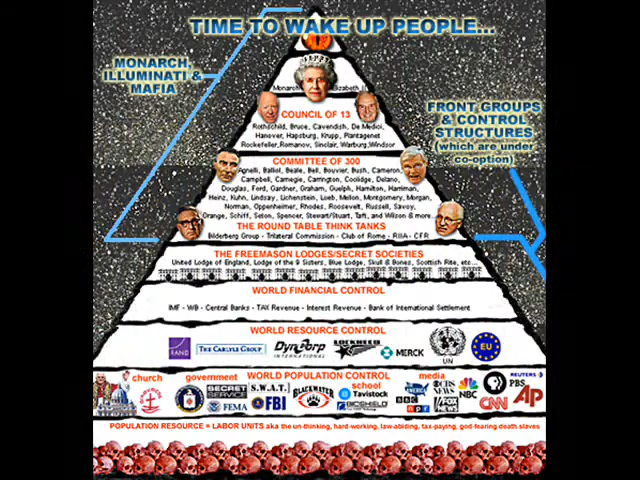 TIME TO WAKE UP PEOPLE...
MONARCH,
ILLUMINATI &
MAFIA
Monarch
Elizabeth II
COUNCIL OF 13
Rothschild, Bruce, Cavendish, De Medici,
Hanover, Hapsburg, Krupp, Plantagenet
Rockefeller, Romanov, Sinclair, Warburg, Windsor
FRONT GROUPS
& CONTROL
STRUCTURES
(which are under
co-option)
COMMITTEE OF 300
Agnelli, Balliol, Beale, Bell, Bouvier, Bush, Cameron,
Campbell, Carnegie, Carrington, Coolidge, Delano,
Douglas, Ford, Gardner, Graham, Guelph, Hamilton, Harriman,
Heinz, Kuhn, Lindsay, Lichenstein, Loeb, Mellon, Montgomery, Morgan,
Norman, Oppenheimer, Rhodes, Roosevelt, Russell, Savoy,
Orange, Schiff, Seton, Spencer, Stewart/Stuart, Taft, and Wilson & more...
THE ROUND TABLE THINK TANKS
Bilderberg Group - Trilateral Commission - Club of Rome - RIIA - CFR
THE FREEMASON LODGES/SECRET SOCIETIES
United Lodge of England, Lodge of the 9 Sisters, Blue Lodge, Skull & Bones, Scottish Rite, etc...
WORLD FINANCIAL CONTROL
IMF - WB - Central Banks - TAX Revenue - Interest Revenue - Bank of International Settlement
WORLD RESOURCE CONTROL
RAND
THE CARLYLE GROUP
DynCorp
INTERNATIONAL
LOCKHEED
MERCK
UN
EU
WORLD POPULATION CONTROL
church
government
school
media
SECRET
SERVICE
FEMA
S.W.A.T.
FBI
BLACKWATER
Tavistock
BIOSHIELD
AMERICA
CBS
NEWS
NBC
REUTERS
PBS
BBC
npr
FOX
NEWS
CNN
AP
POPULATION RESOURCE = LABOR UNITS aka the un-thinking, hard-working, law-abiding, tax-paying, god-fearing death slaves